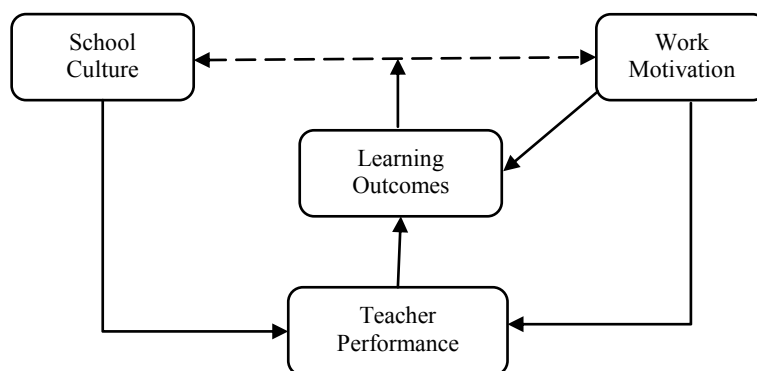 School
Culture
Work
Motivation
Learning
Outcomes
Teacher
Performance